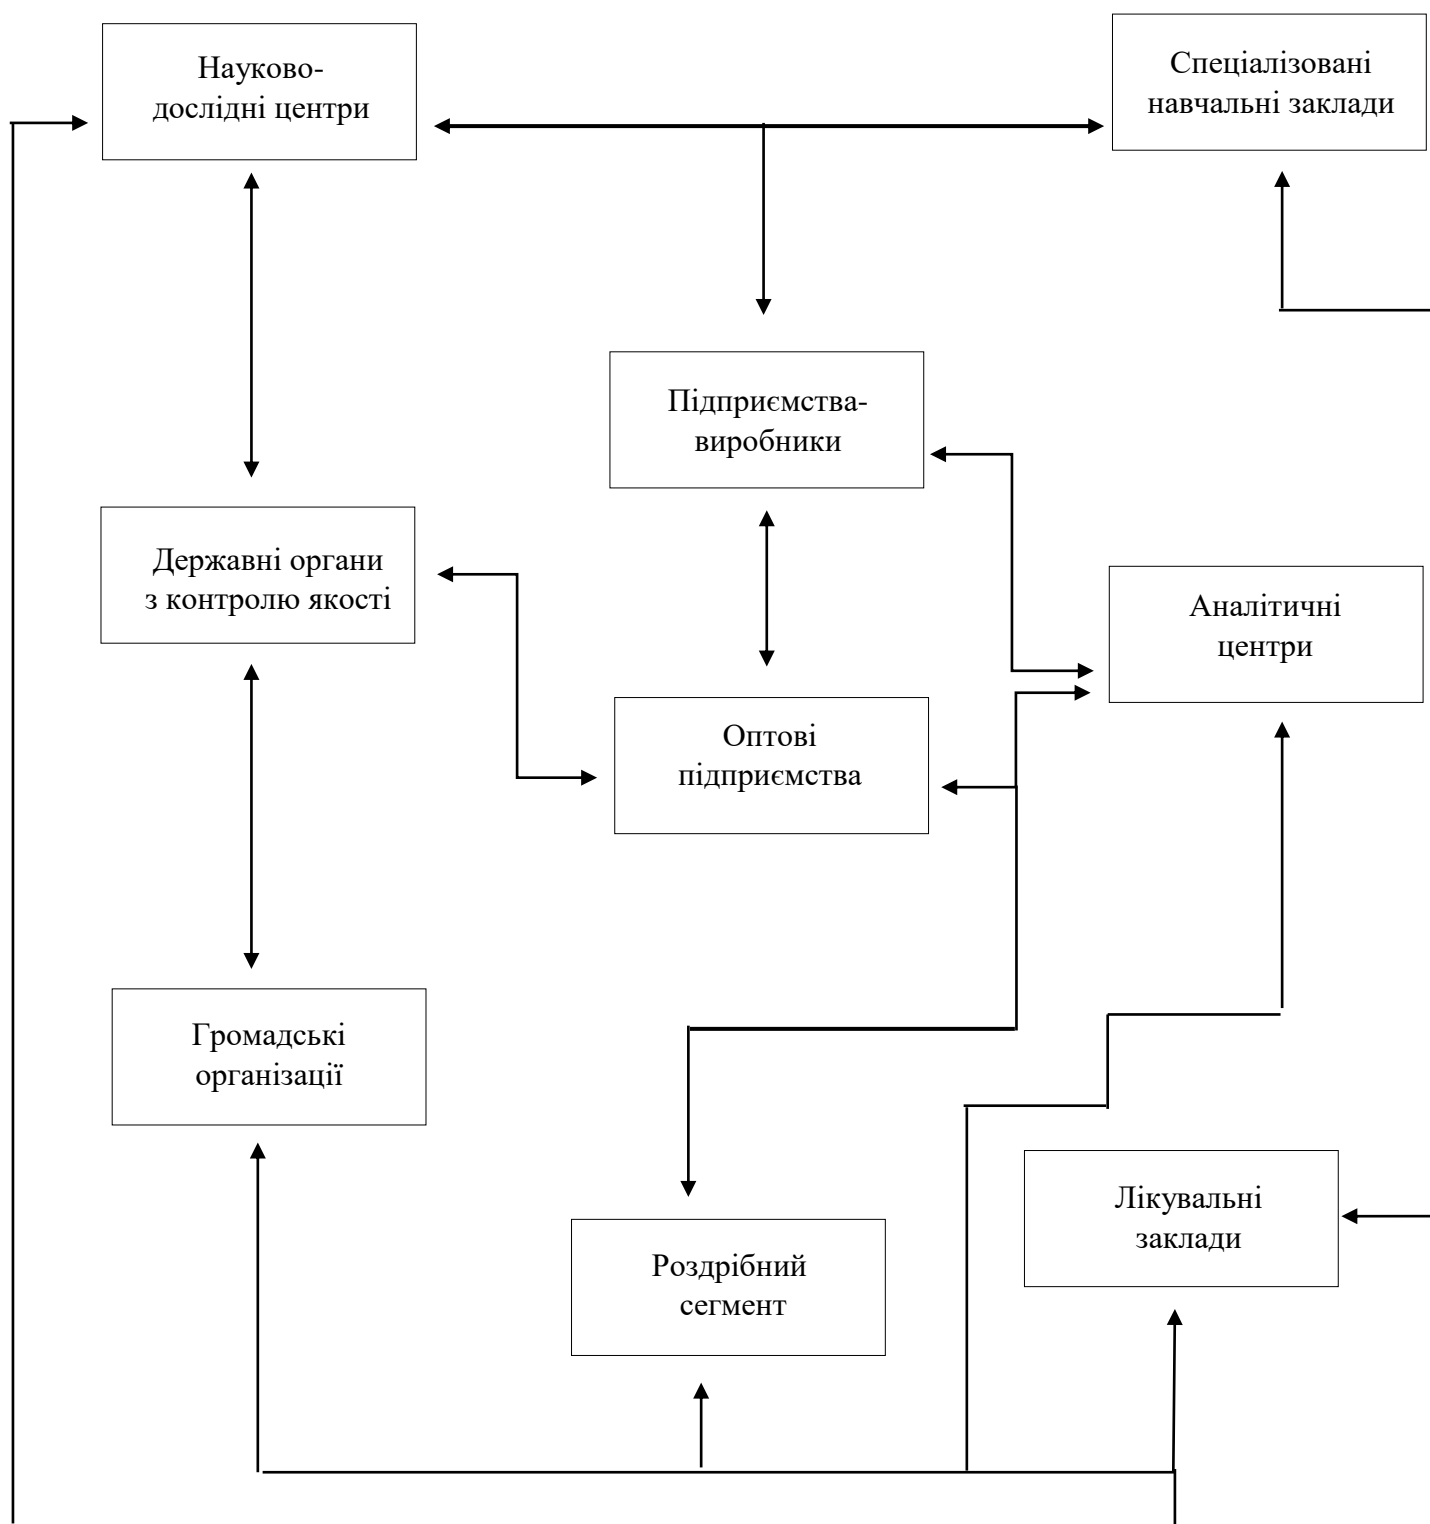 Науково-
дослідні центри
Спеціалізовані
навчальні заклади
Підприємства-
виробники
Державні органи
з контролю якості
Аналітичні
центри
Оптові
підприємства
Громадські
організації
Лікувальні
заклади
Роздрібний
сегмент